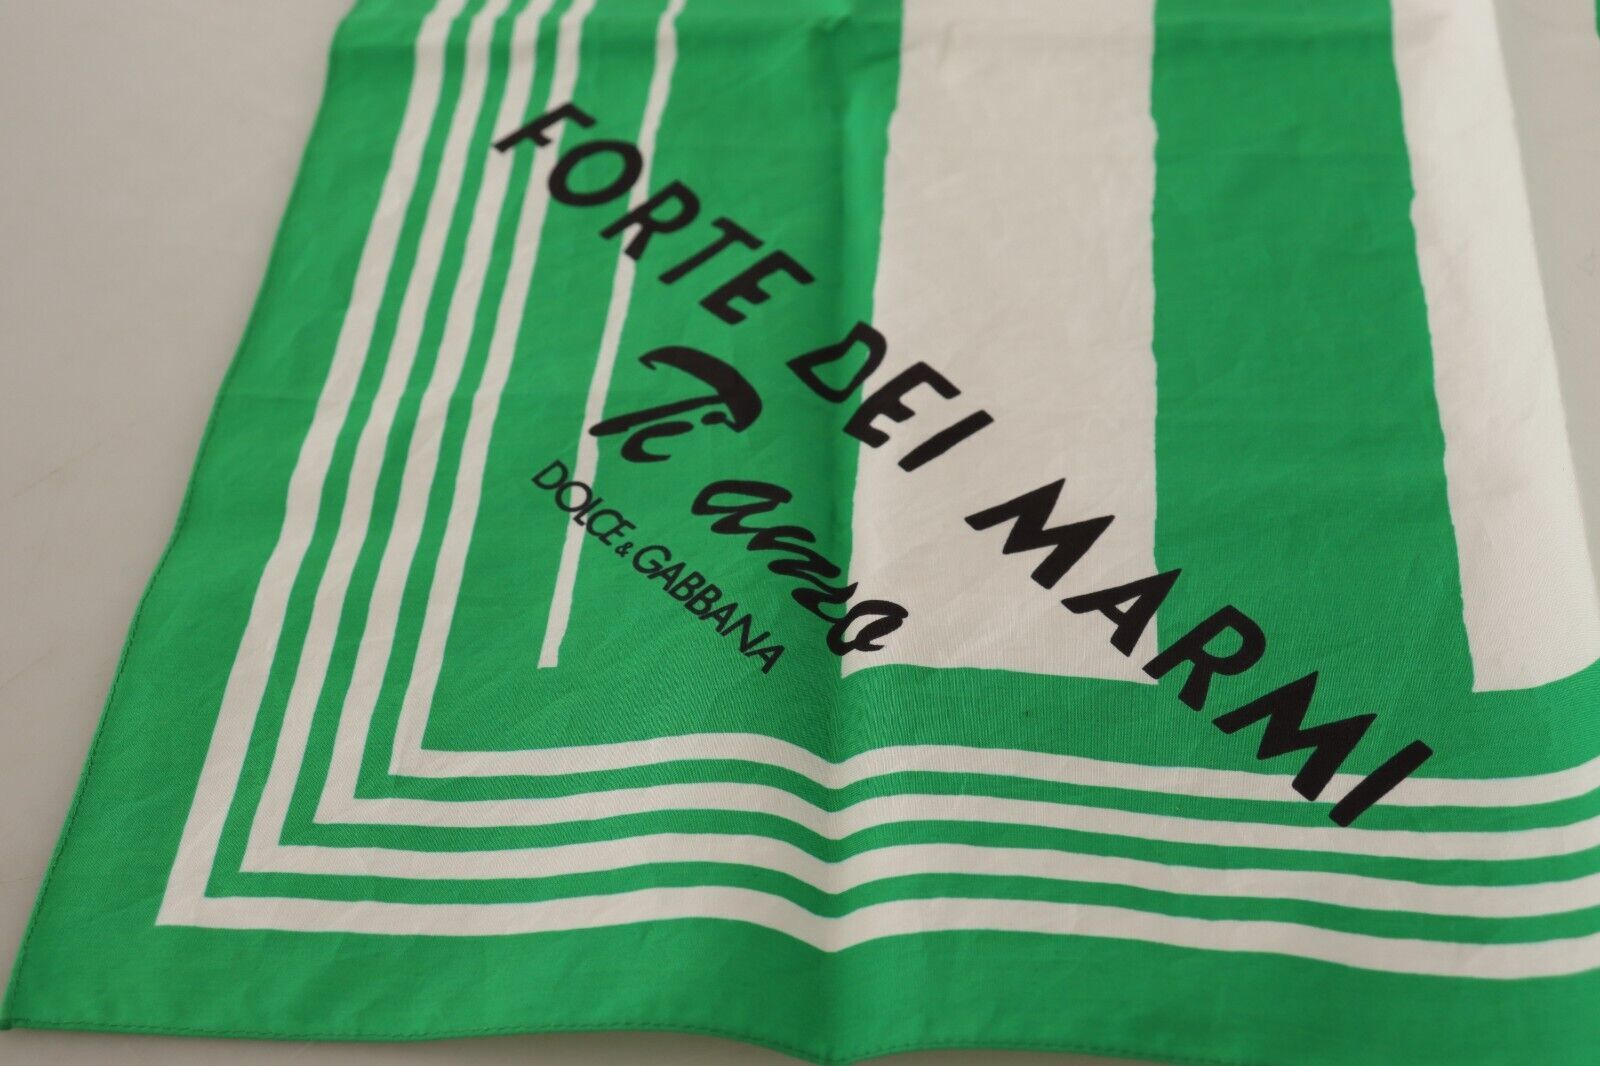 FORTE DEI MARMI
Ti amo
DOLCE & GABBANA